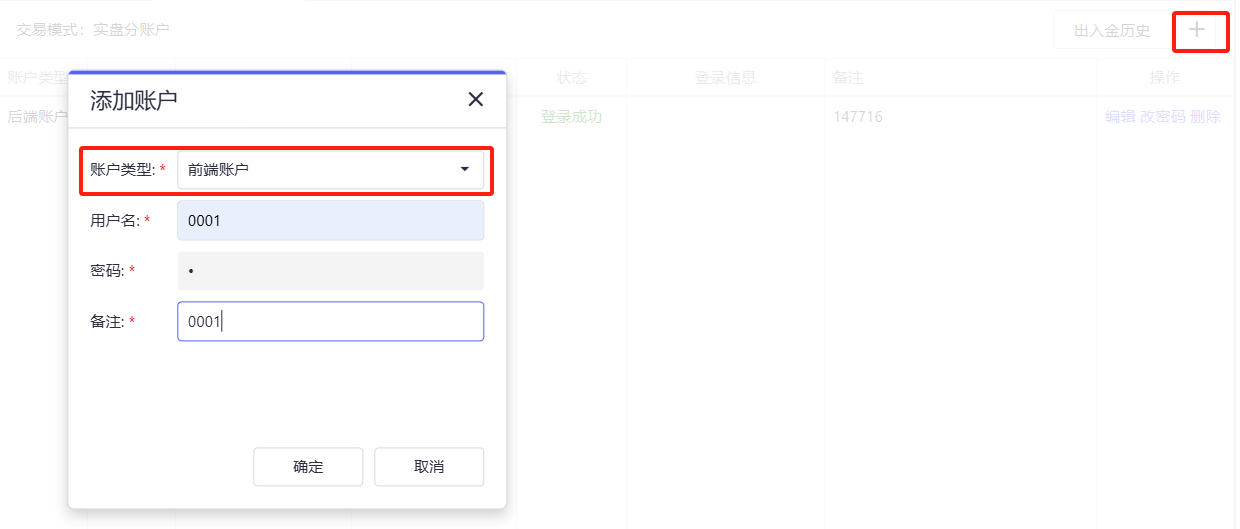 交易模式：实盘分账户
出入金历史
账户类型 状态 登录信息 备注 操作
后端账户 登录成功 147716 编辑 改密码 删除
添加账户
账户类型: * 前端账户
用户名: * 0001
密码: * •
备注: * 0001
确定 取消